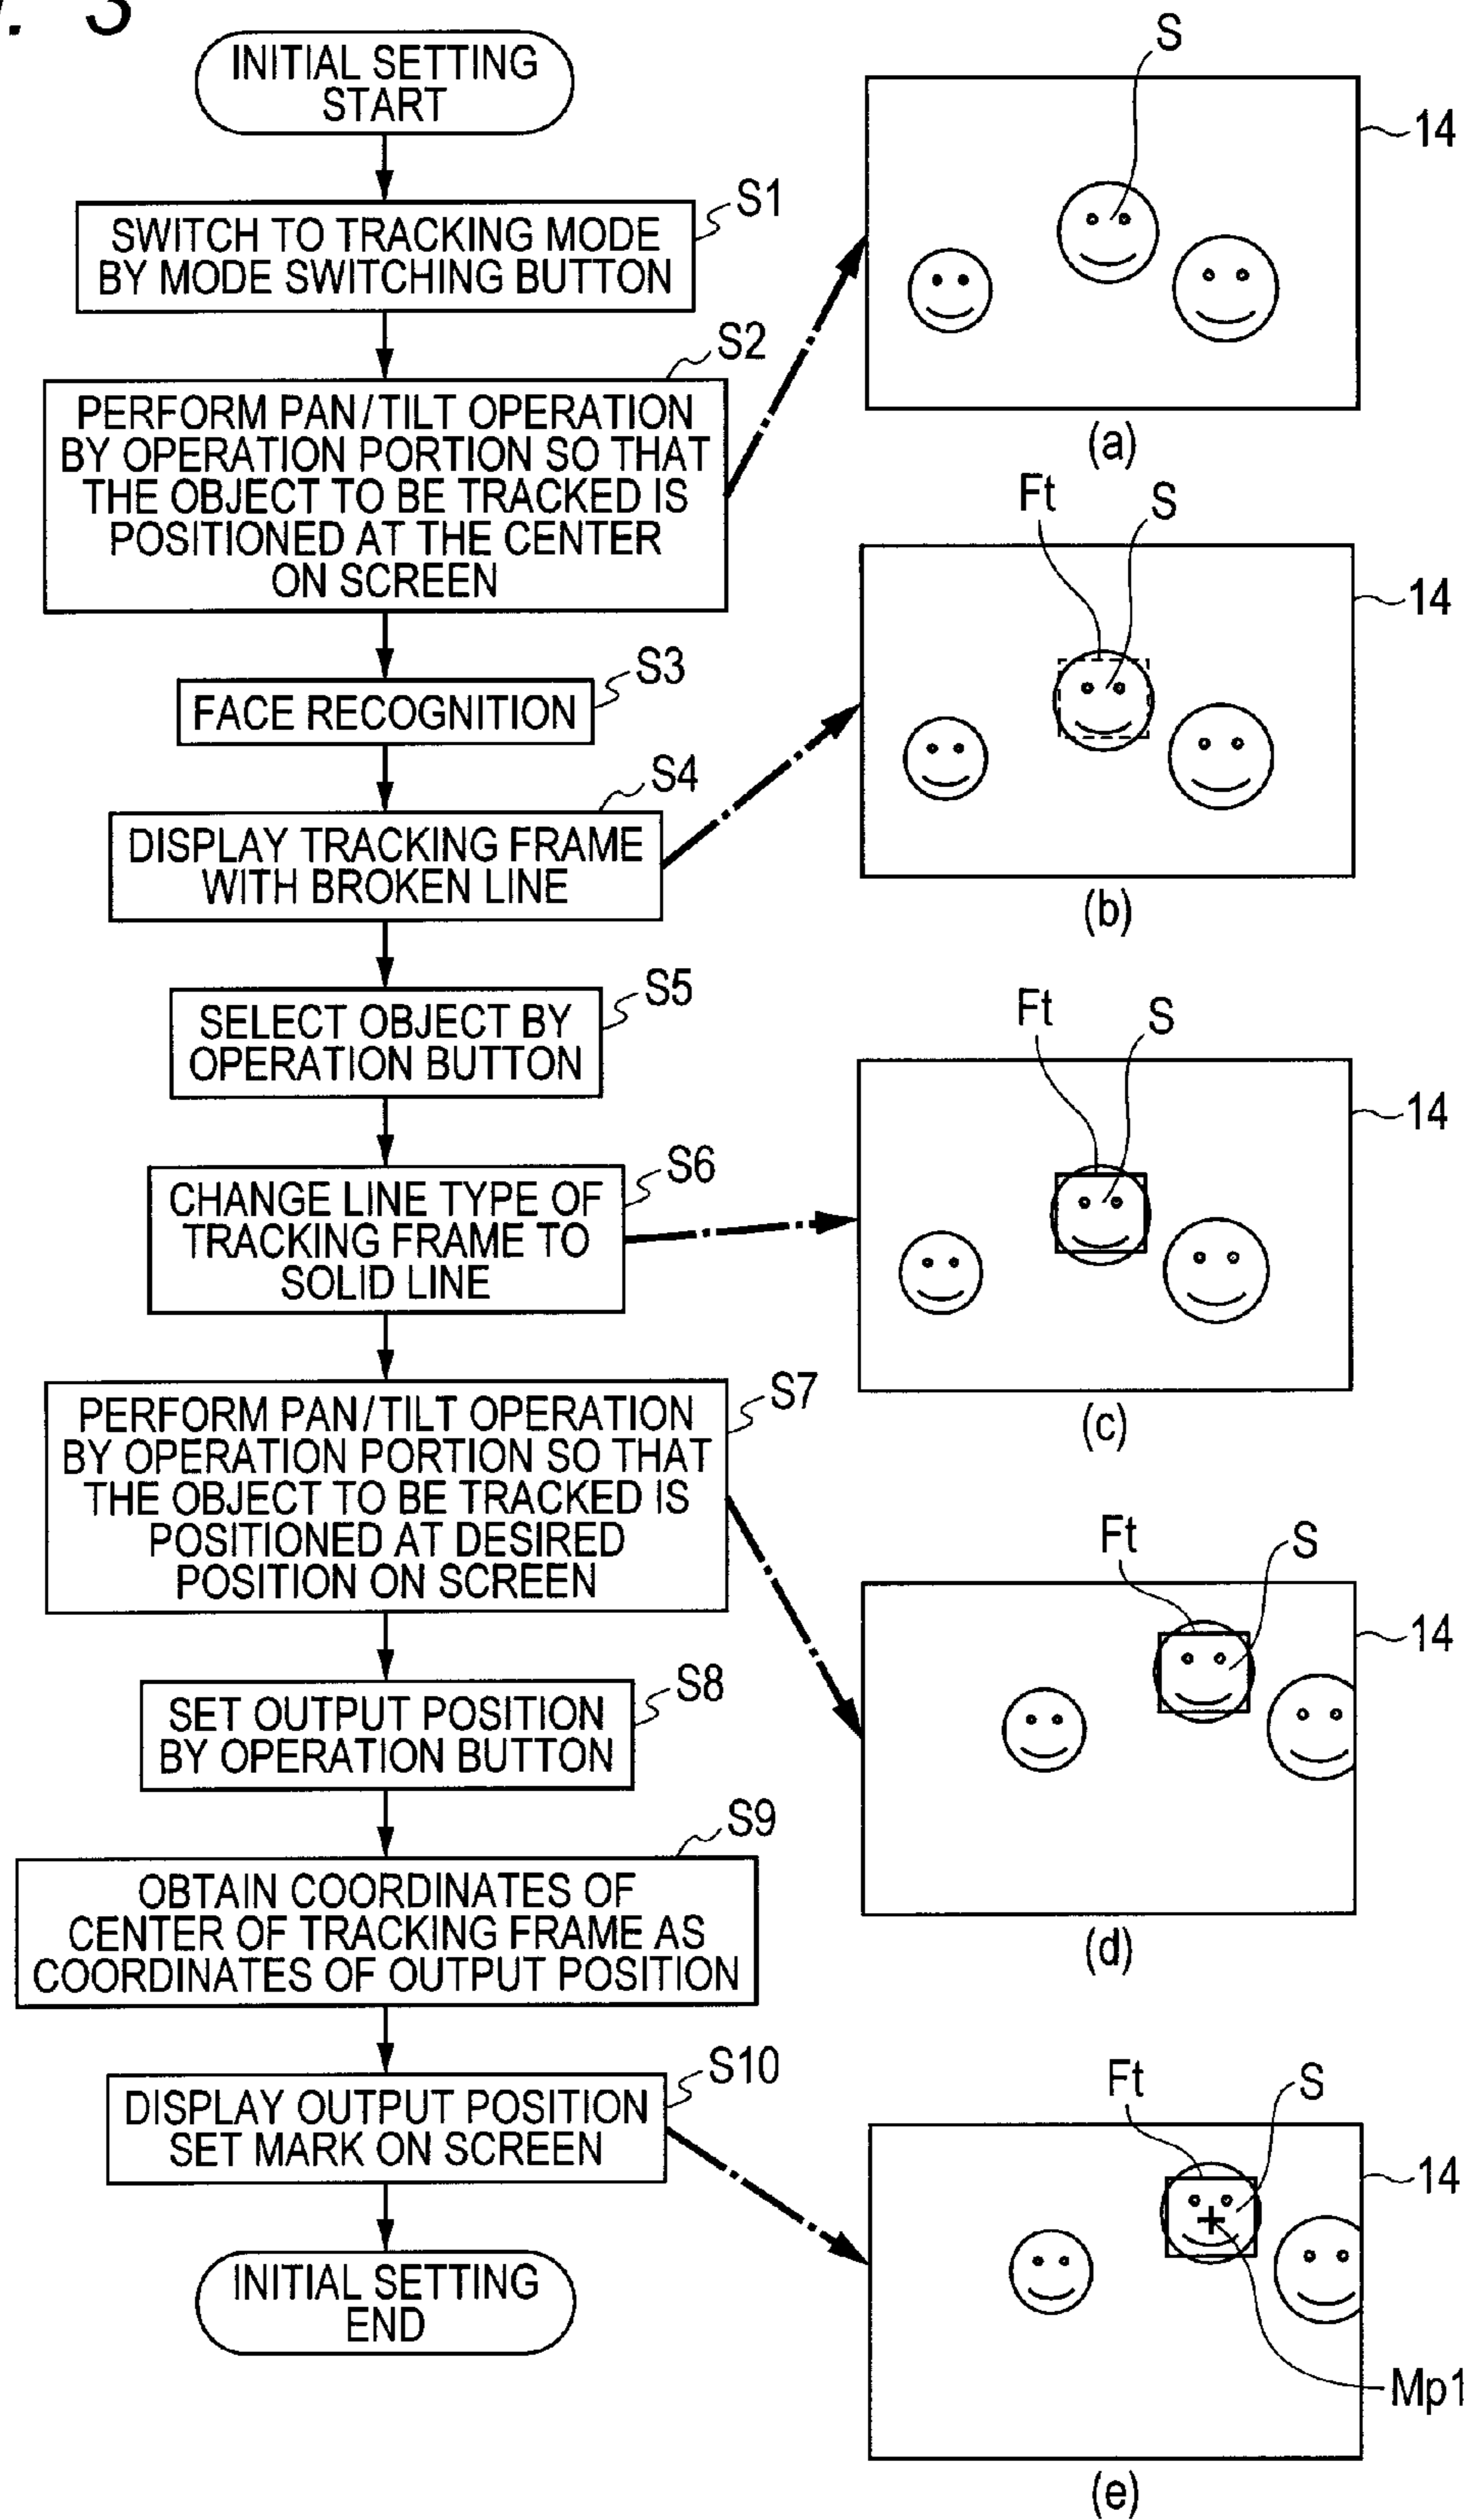 3
INITIAL SETTING
START
S1
SWITCH TO TRACKING MODE
BY MODE SWITCHING BUTTON
S2
PERFORM PAN/TILT OPERATION
BY OPERATION PORTION SO THAT
THE OBJECT TO BE TRACKED IS
POSITIONED AT THE CENTER
ON SCREEN
S3
FACE RECOGNITION
S4
DISPLAY TRACKING FRAME
WITH BROKEN LINE
S5
SELECT OBJECT BY
OPERATION BUTTON
S6
CHANGE LINE TYPE OF
TRACKING FRAME TO
SOLID LINE
S7
PERFORM PAN/TILT OPERATION
BY OPERATION PORTION SO THAT
THE OBJECT TO BE TRACKED IS
POSITIONED AT DESIRED
POSITION ON SCREEN
S8
SET OUTPUT POSITION
BY OPERATION BUTTON
S9
OBTAIN COORDINATES OF
CENTER OF TRACKING FRAME AS
COORDINATES OF OUTPUT POSITION
S10
DISPLAY OUTPUT POSITION
SET MARK ON SCREEN
INITIAL SETTING
END
S
14
(a)
Ft
S
14
(b)
Ft
S
14
(c)
Ft
S
14
(d)
Ft
S
14
Mp1
(e)